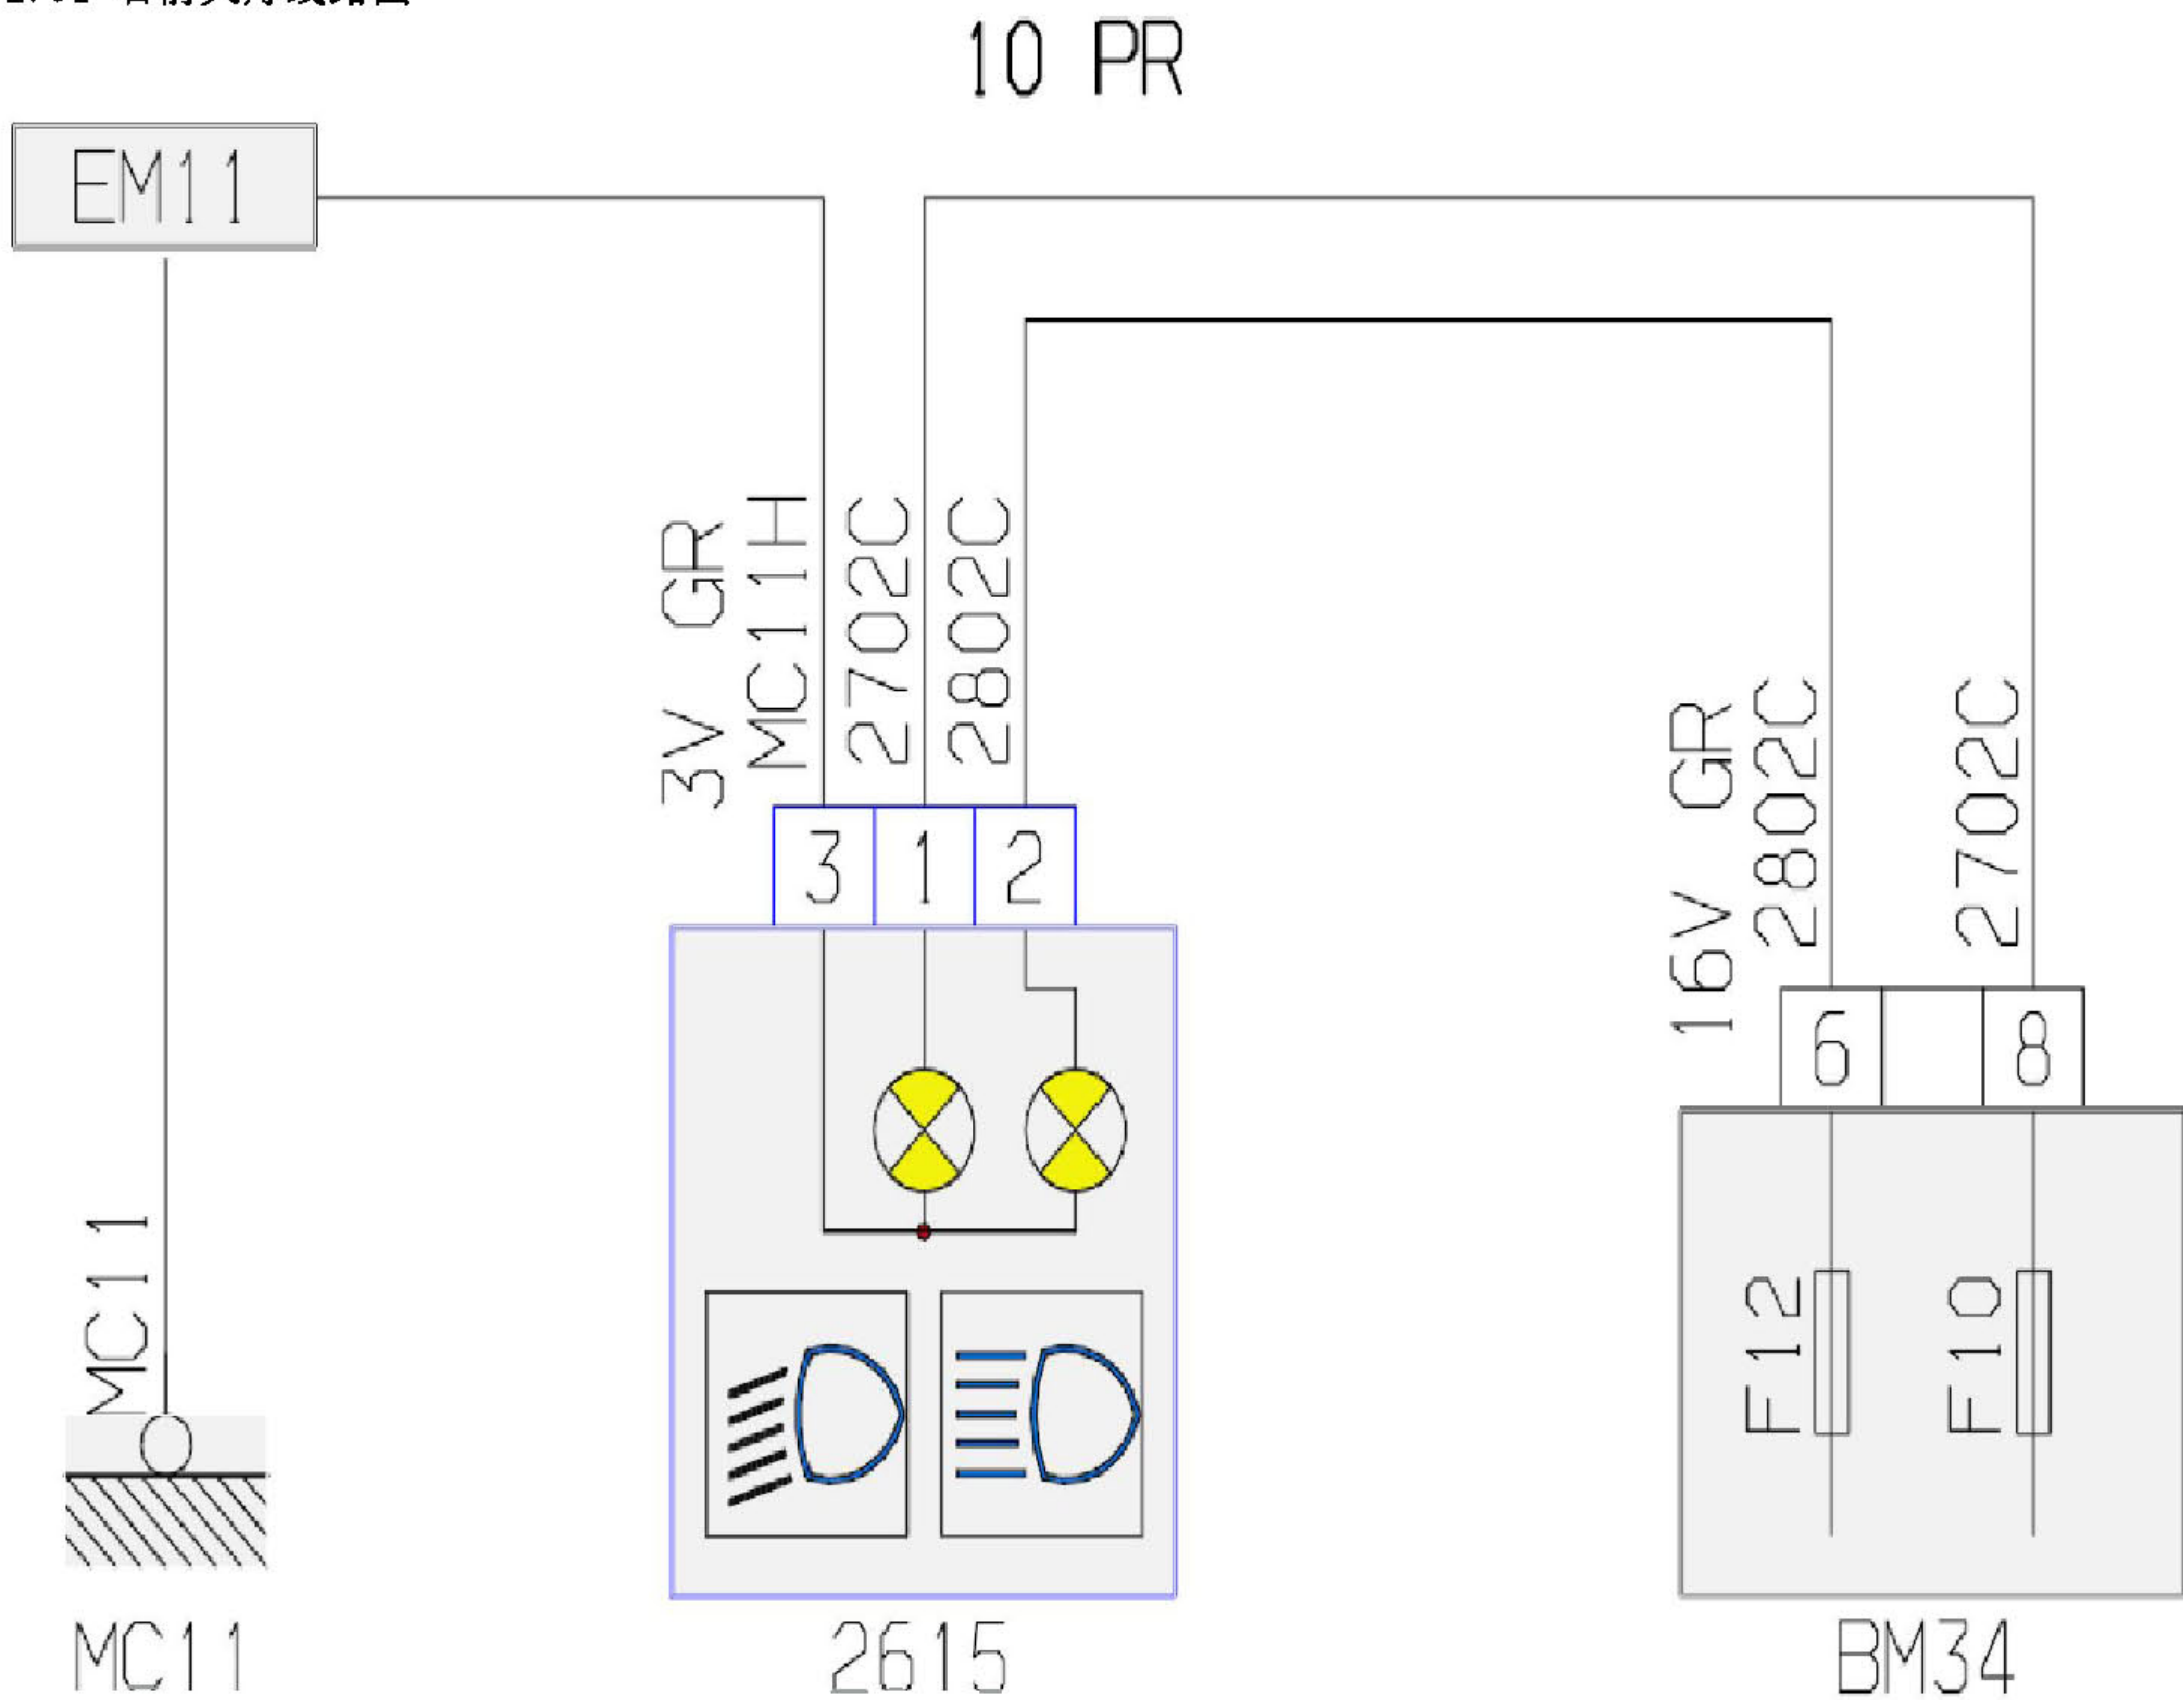 10 PR
EM11
3V GR
MC11H
2702C
2802C
16V GR
2802C
2702C
3 1 2
6 8
MC11
F12
F10
MC11
2615
BM34